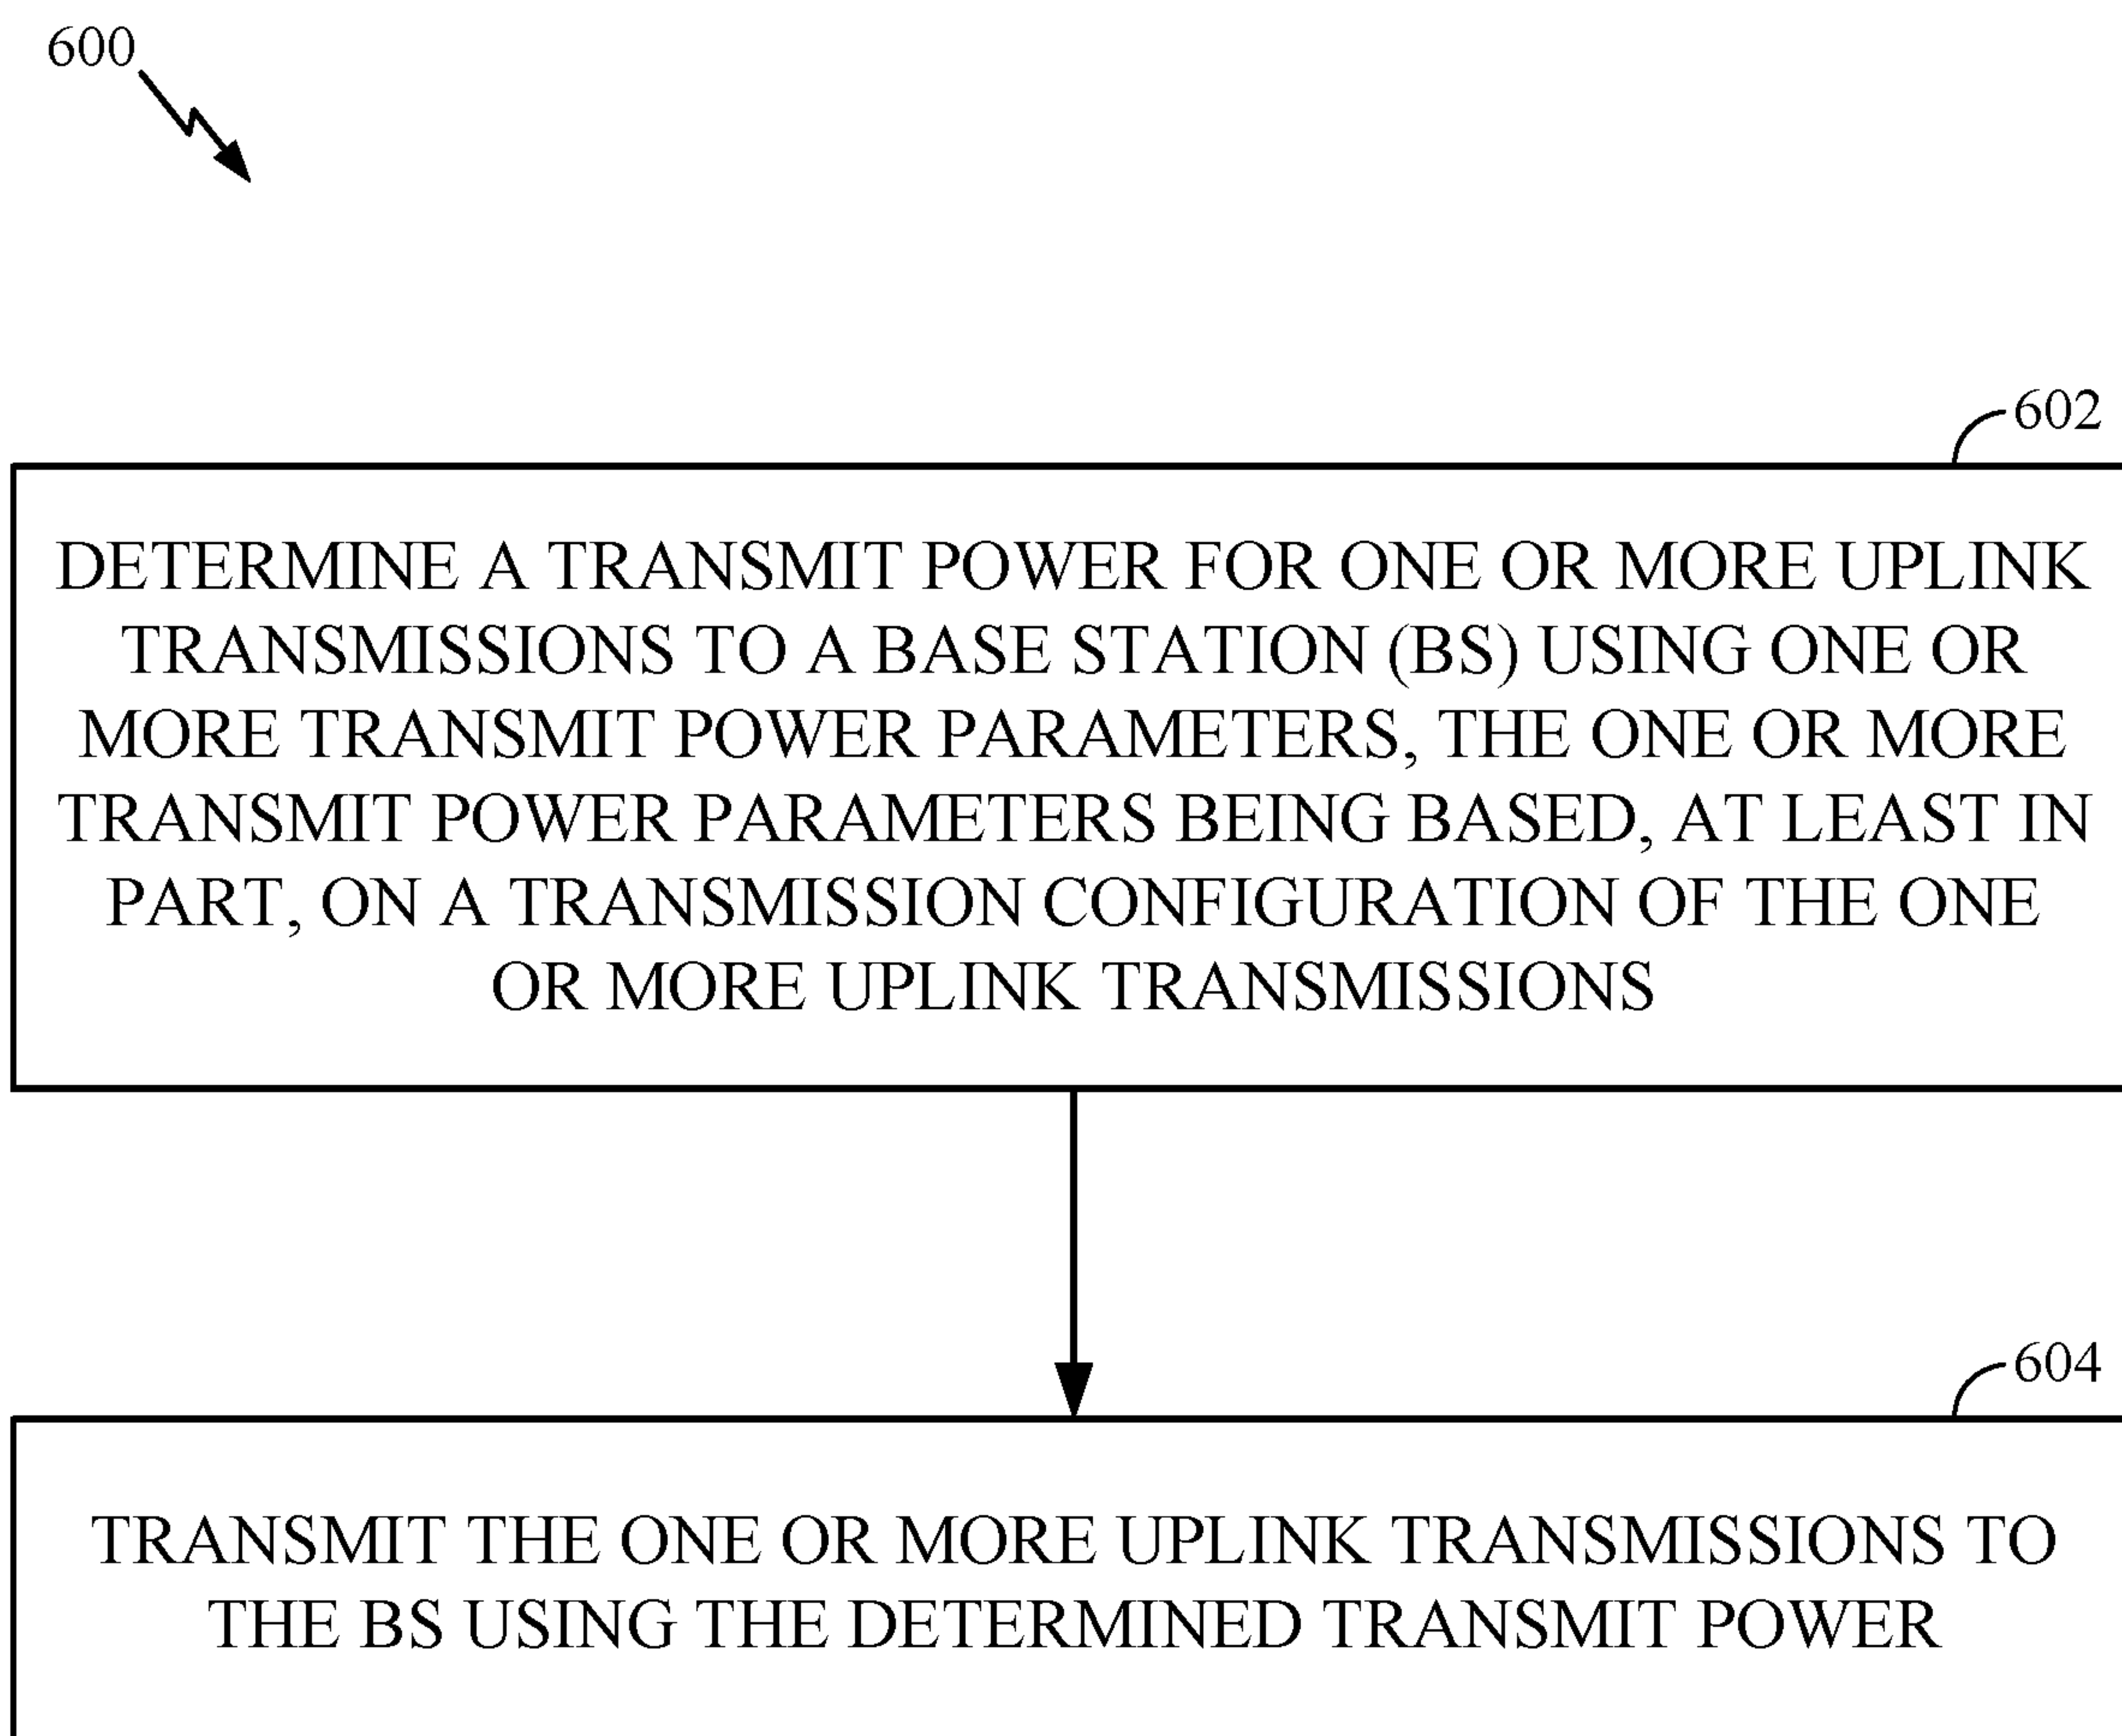 600
602
DETERMINE A TRANSMIT POWER FOR ONE OR MORE UPLINK
TRANSMISSIONS TO A BASE STATION (BS) USING ONE OR
MORE TRANSMIT POWER PARAMETERS, THE ONE OR MORE
TRANSMIT POWER PARAMETERS BEING BASED, AT LEAST IN
PART, ON A TRANSMISSION CONFIGURATION OF THE ONE
OR MORE UPLINK TRANSMISSIONS
604
TRANSMIT THE ONE OR MORE UPLINK TRANSMISSIONS TO
THE BS USING THE DETERMINED TRANSMIT POWER